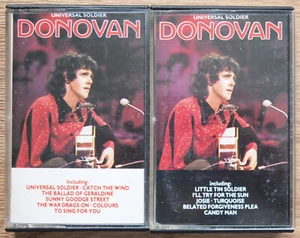 UNIVERSAL SOLDIER
DONOVAN
Including:
UNIVERSAL SOLDIER · CATCH THE WIND
THE BALLAD OF GERALDINE
SUNNY GOODGE STREET
THE WAR DRAGS ON · COLOURS
TO SING FOR YOU
UNIVERSAL SOLDIER
DONOVAN
Including:
LITTLE TIN SOLDIER
I'LL TRY FOR THE SUN
JOSIE · TURQUOISE
BELATED FORGIVENESS PLEA
CANDY MAN